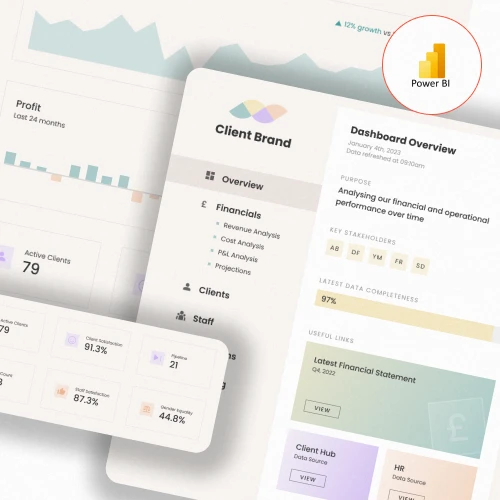 ▲ 12% growth vs
Power BI
Profit
Last 24 months
Active Clients
79
Client Brand
Overview
£ Financials
Revenue Analysis
Cost Analysis
P&L Analysis
Projections
Clients
Staff
Dashboard Overview
January 4th, 2023
Data refreshed at 09:10am
PURPOSE
Analysing our financial and operational
performance over time
KEY STAKEHOLDERS
AB DF YM FR SD
LATEST DATA COMPLETENESS
97%
USEFUL LINKS
Latest Financial Statement
Q4, 2022
VIEW
£
Client Hub
Data Source
VIEW
HR
Data Source
VIEW
Active Clients
79
Client Satisfaction
91.3%
Pipeline
21
Staff Satisfaction
87.3%
Gender Equality
44.8%